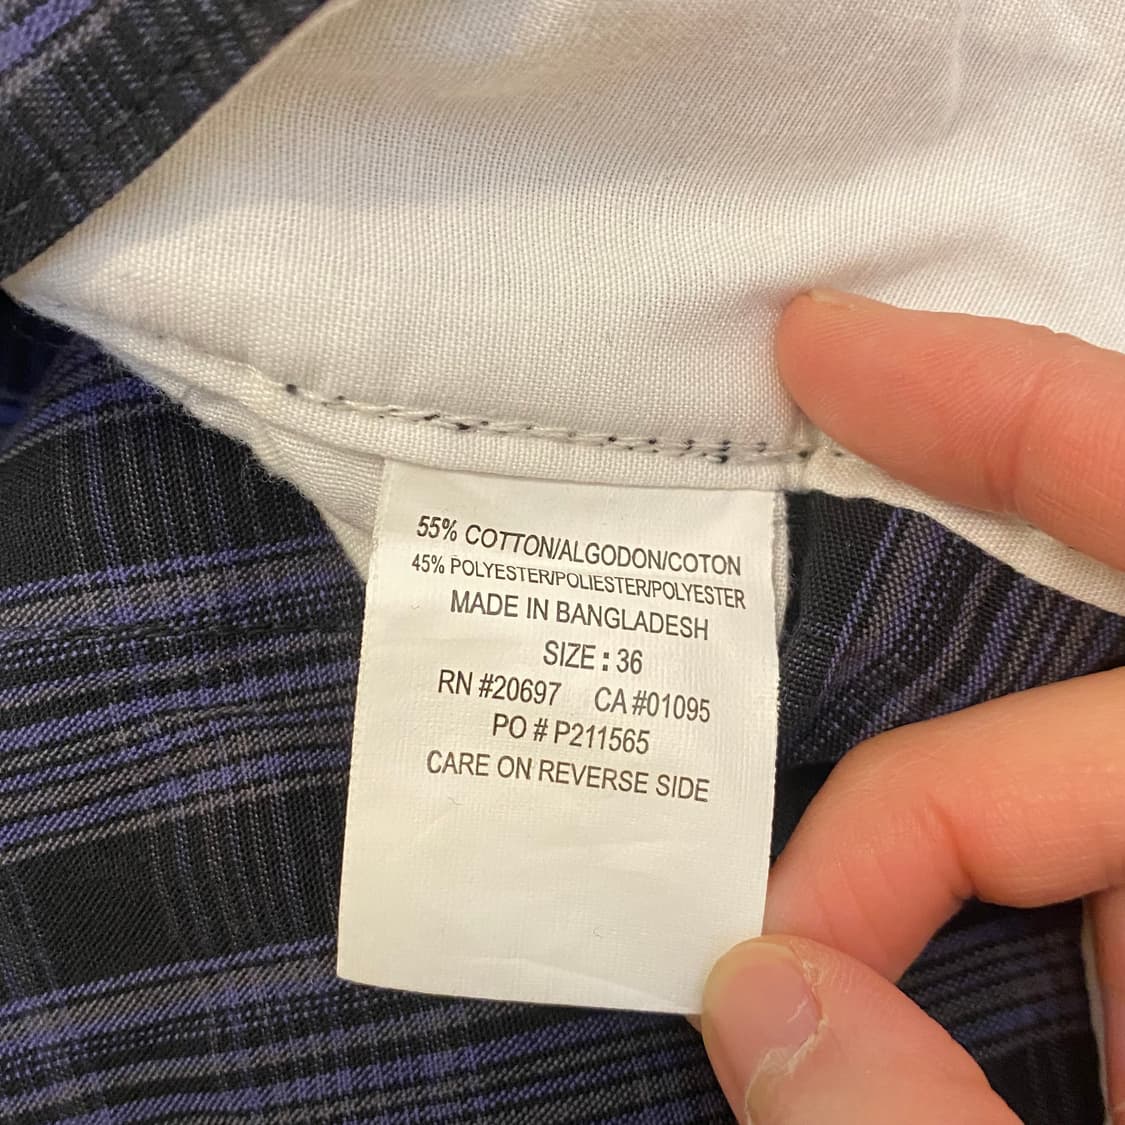 55% COTTON/ALGODON/COTON
45% POLYESTER/POLIESTER/POLYESTER
MADE IN BANGLADESH
SIZE : 36
RN #20697 CA #01095
PO # P211565
CARE ON REVERSE SIDE